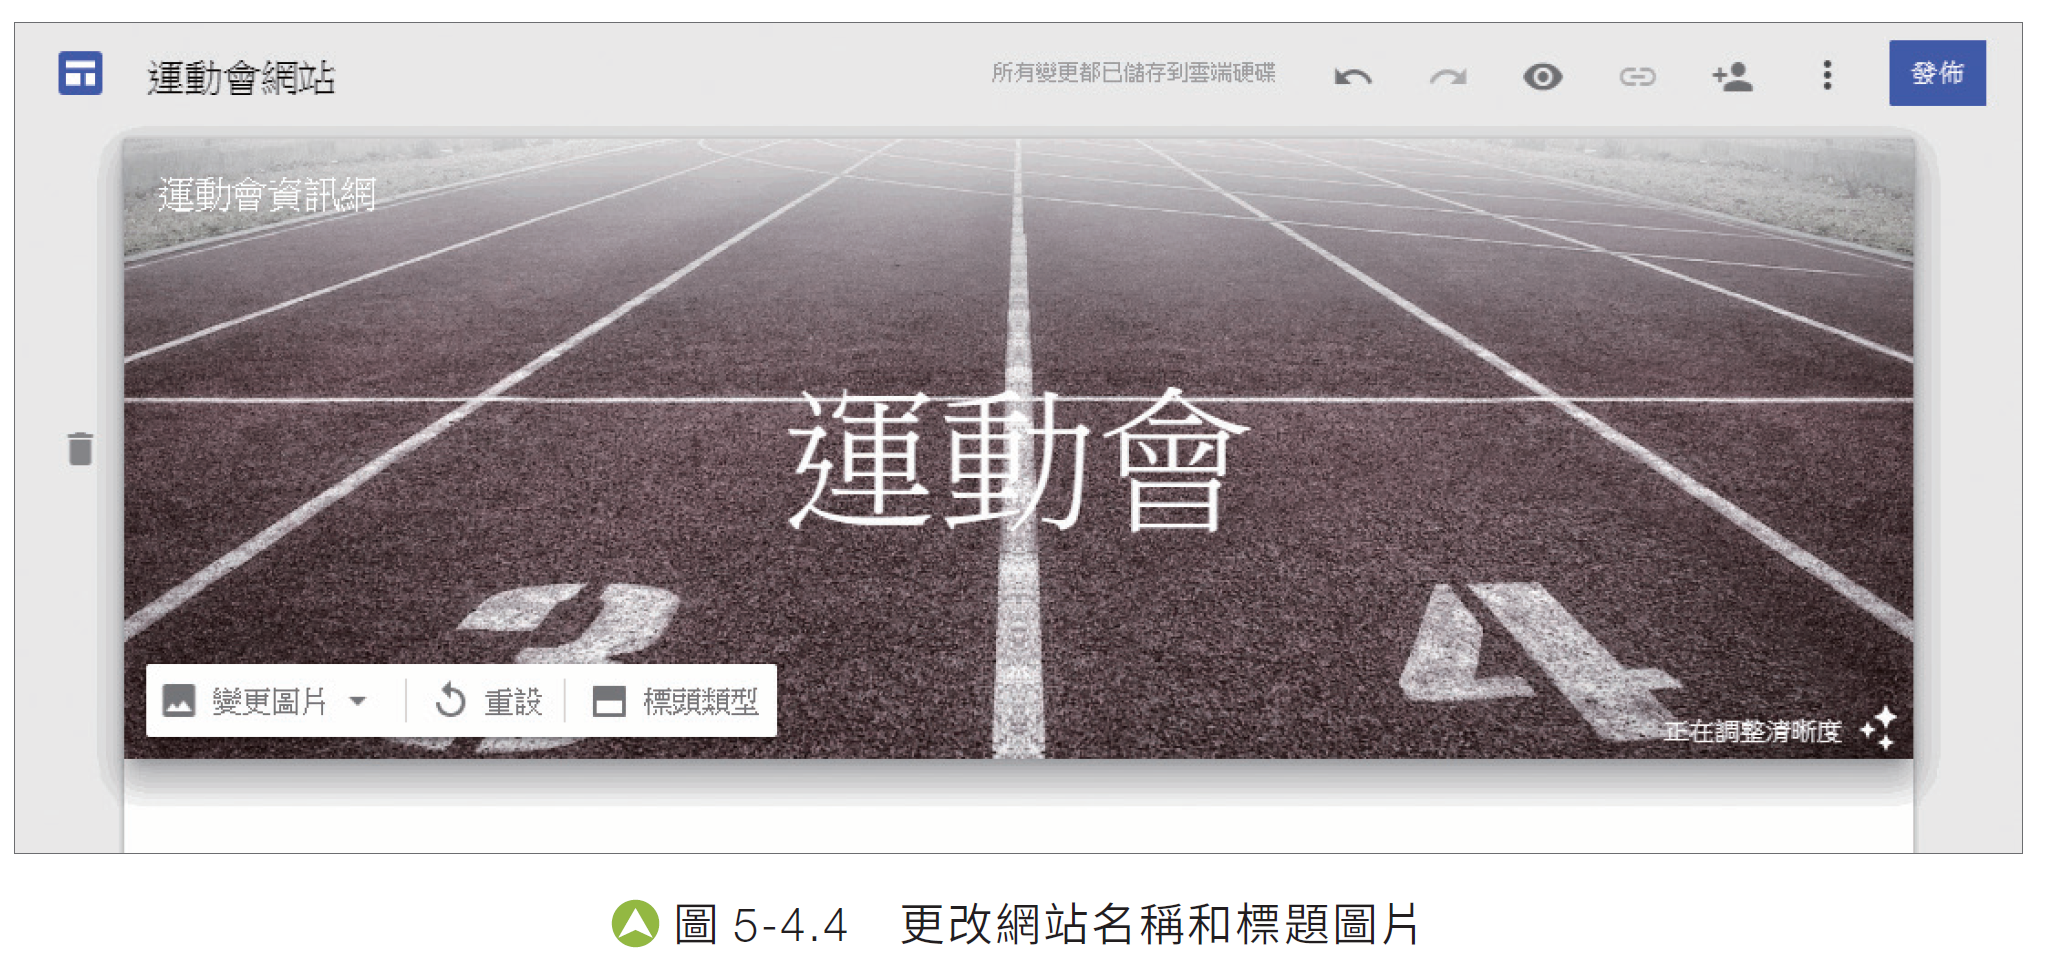 運動會網站
所有變更都已儲存到雲端硬碟
發佈
運動會資訊網
運動會
3 4
變更圖片
重設
標頭類型
正在調整清晰度
圖 5-4.4 更改網站名稱和標題圖片